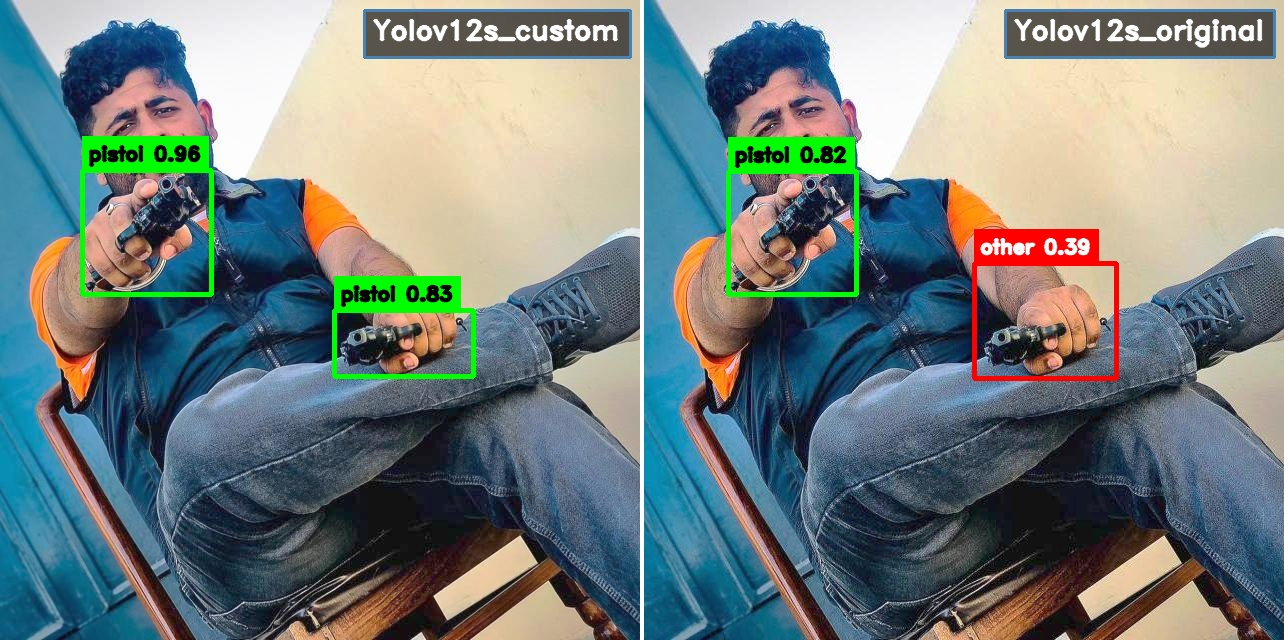 Yolov12s_custom
pistol 0.96
pistol 0.83
Yolov12s_original
pistol 0.82
other 0.39